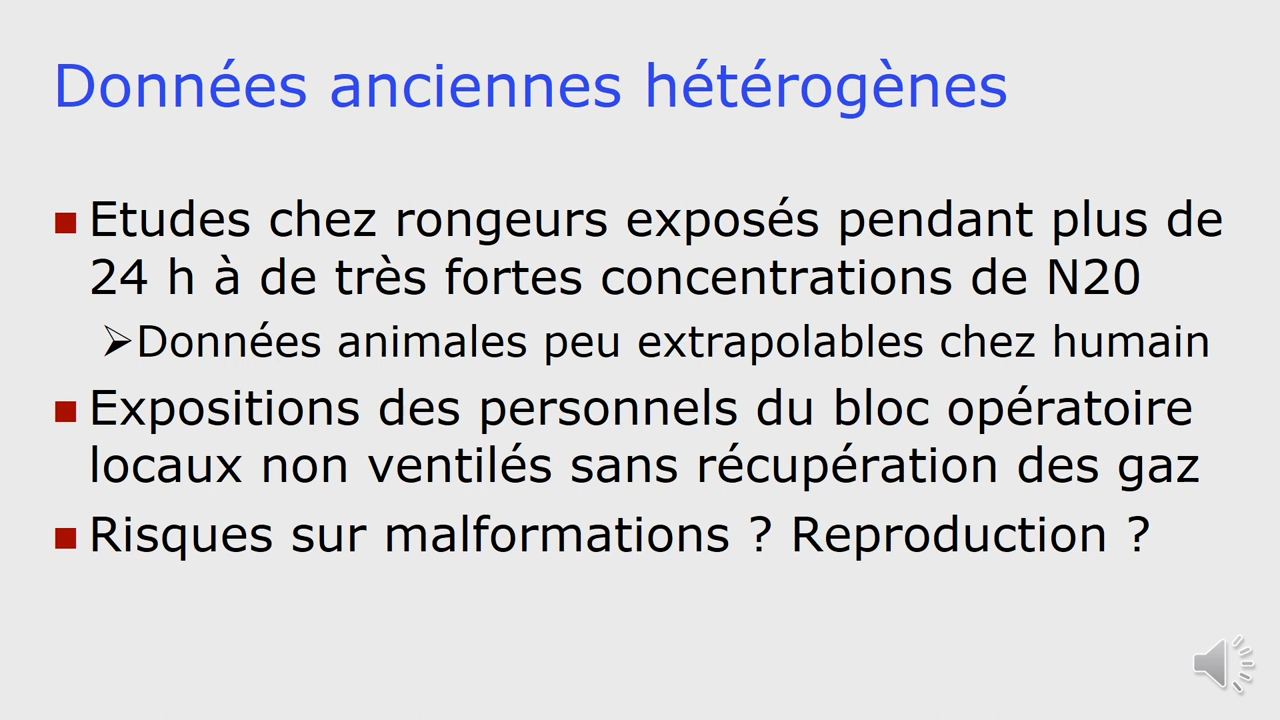 Données anciennes hétérogènes
Etudes chez rongeurs exposés pendant plus de
24 h à de très fortes concentrations de N20
Données animales peu extrapolables chez humain
Expositions des personnels du bloc opératoire
locaux non ventilés sans récupération des gaz
Risques sur malformations ? Reproduction ?